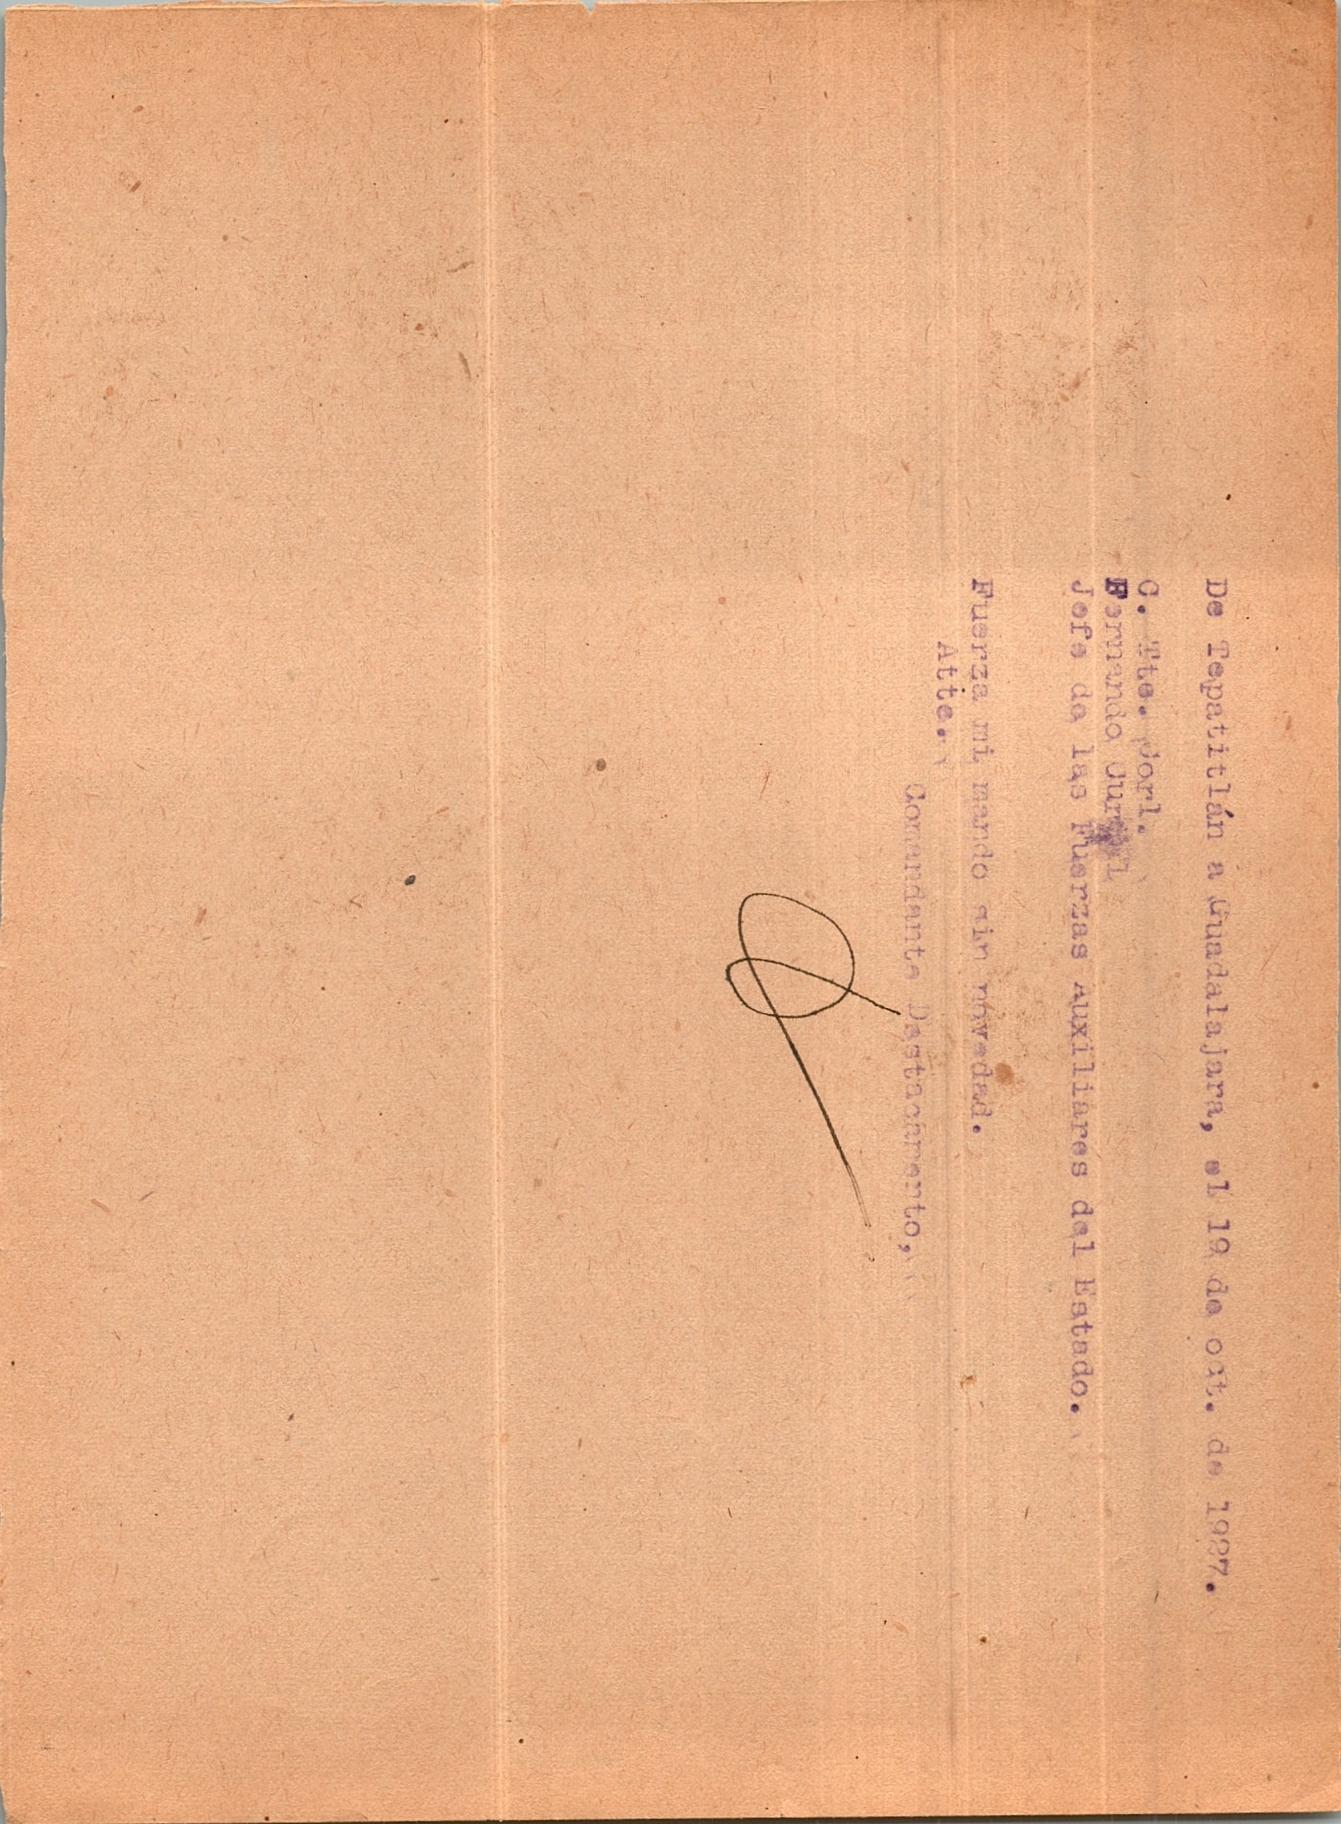 De Tepatitlán a Guadalajara, el 19 de oct. de 1927.
C. Tte. Corl.
Fernando
Jefe de las Fuerzas Auxiliares del Estado.
Fuerza mi mando sin novedad.
Atte.
Comandante Destacamento,